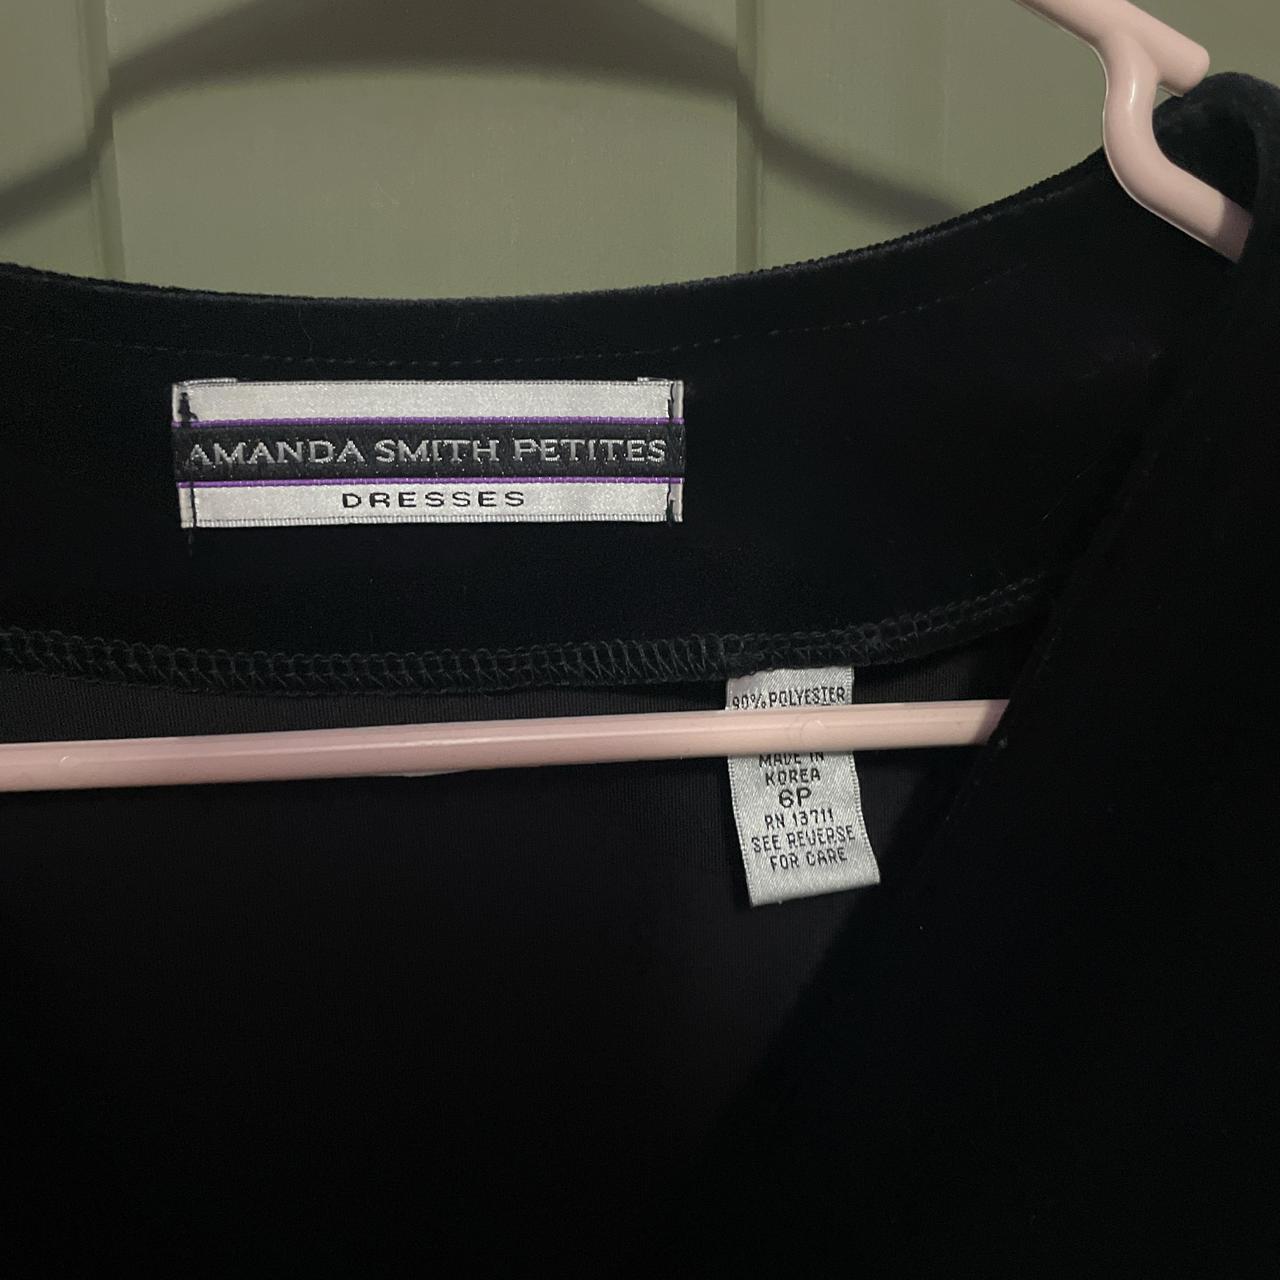 AMANDA SMITH PETITES
DRESSES
90% POLYESTER
MADE IN
KOREA
6P
RN 13711
SEE REVERSE
FOR CARE